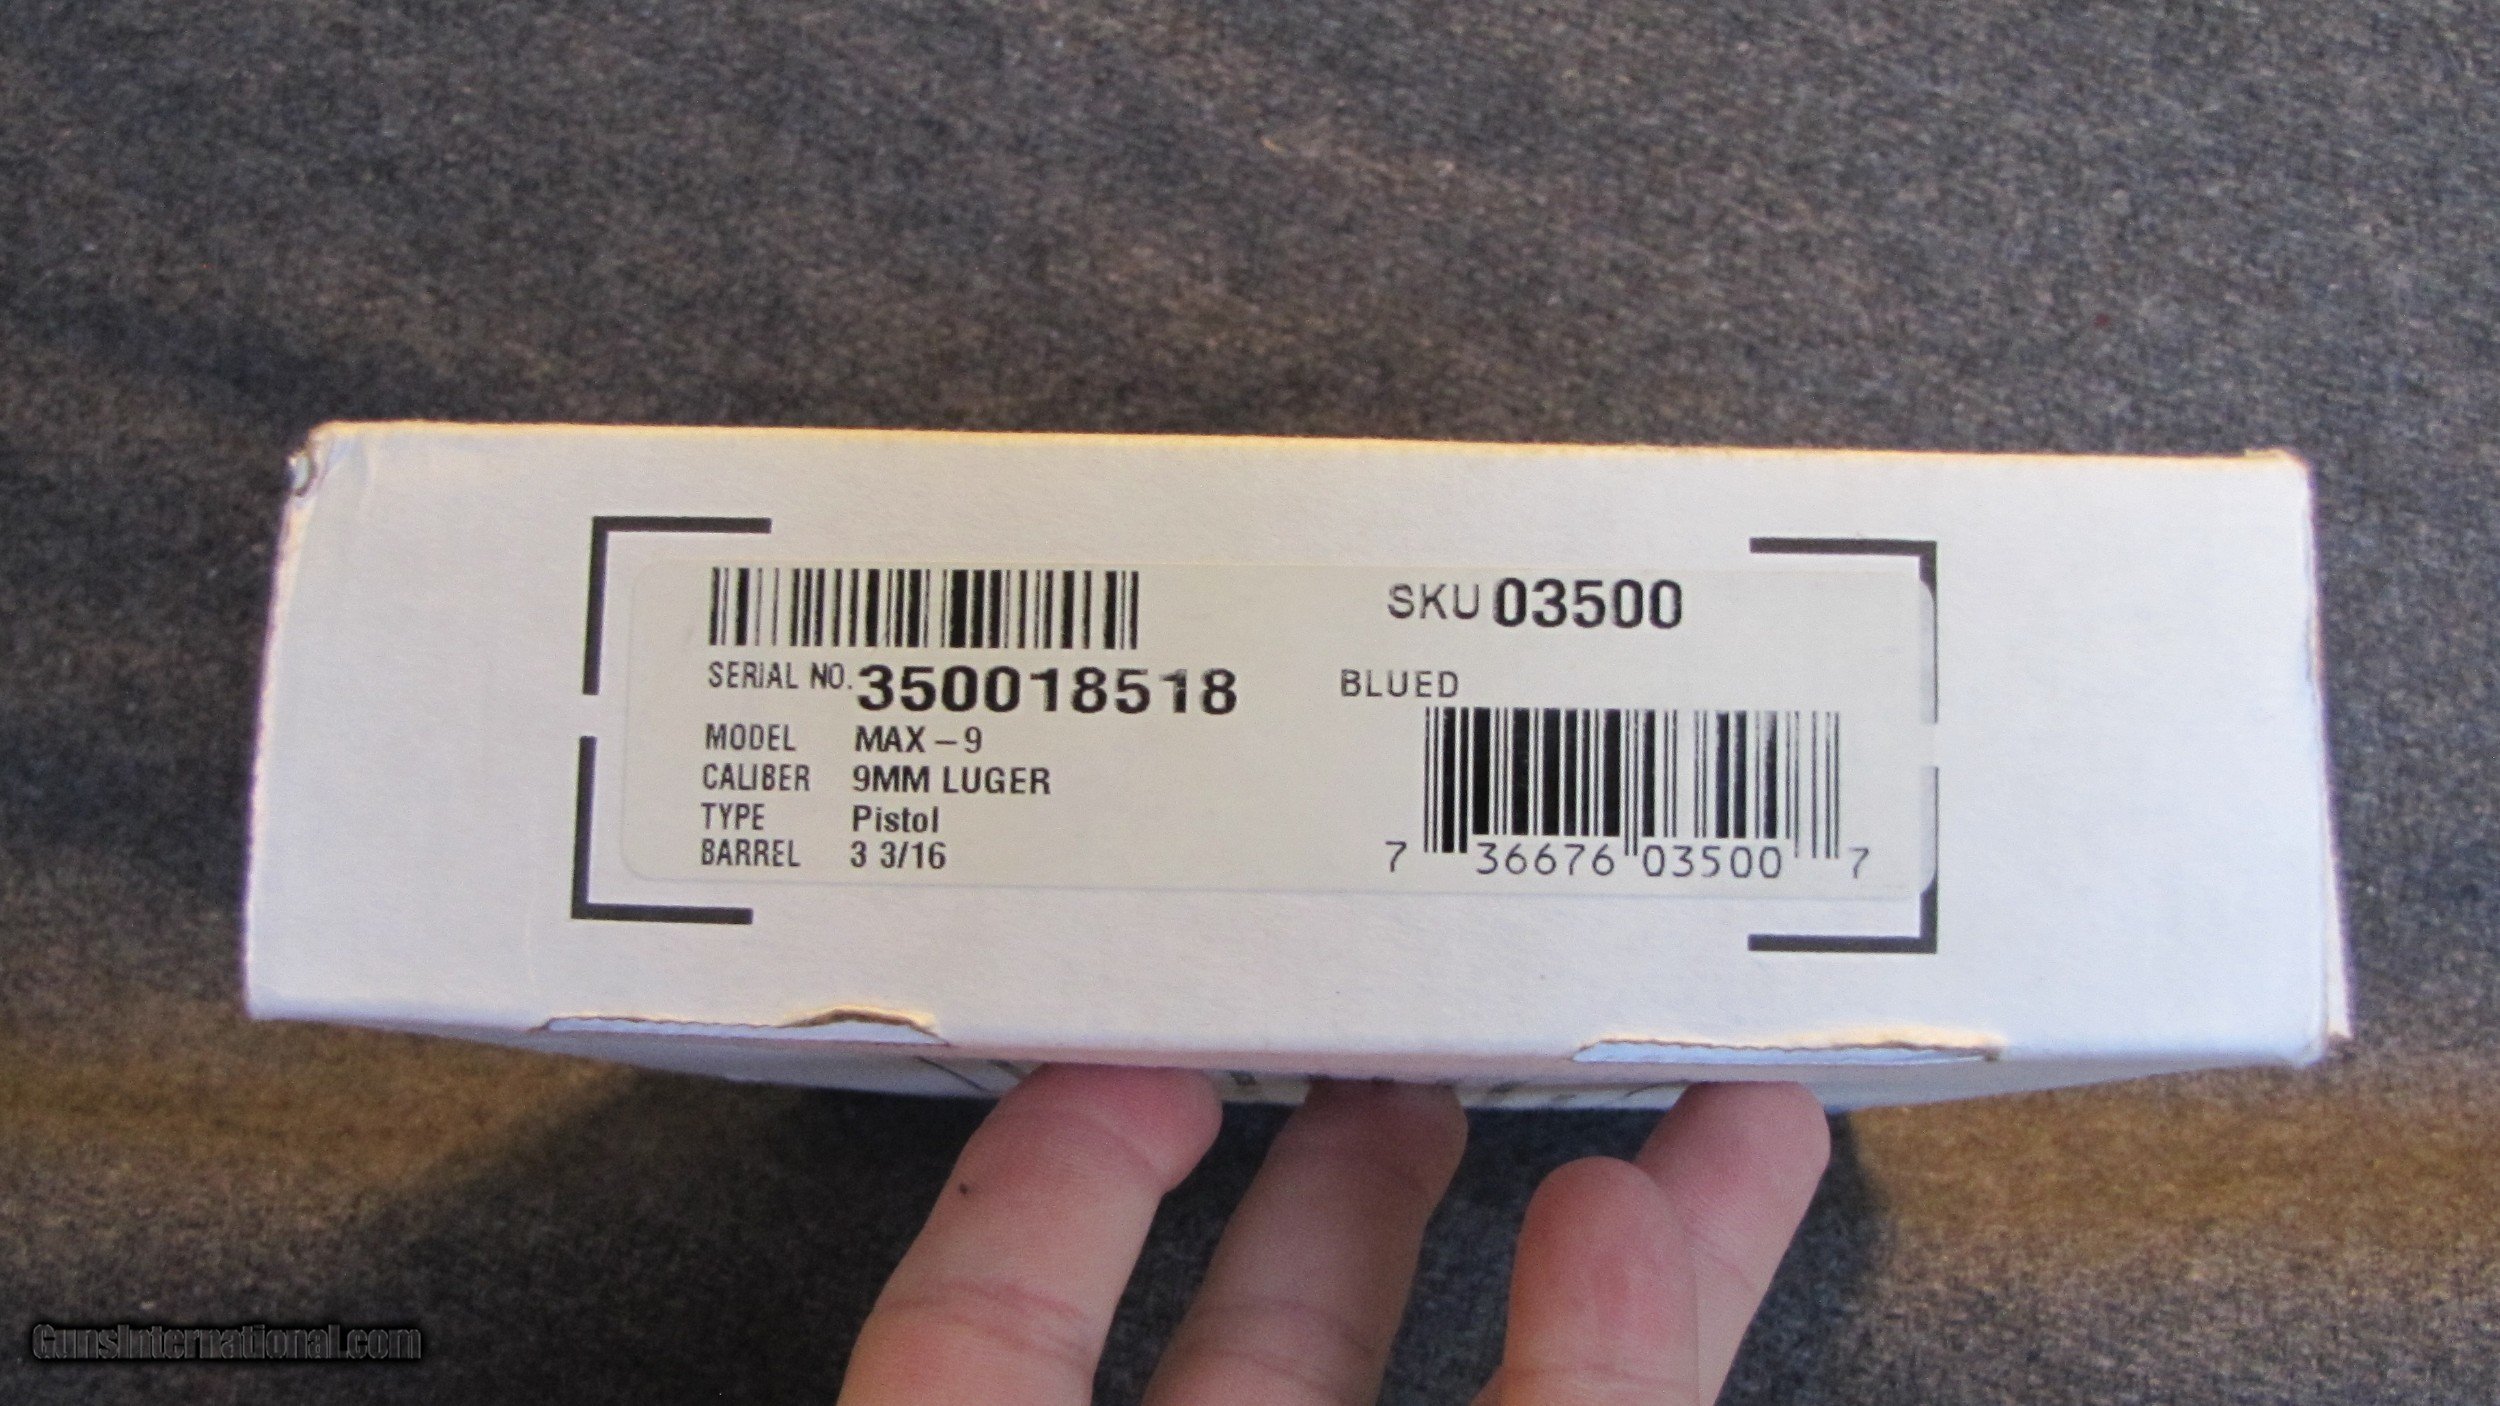 SKU 03500
SERIAL NO. 350018518
BLUED
MODEL MAX-9
CALIBER 9MM LUGER
TYPE Pistol
BARREL 3 3/16
7 36676 03500 7
GunsInternational.com